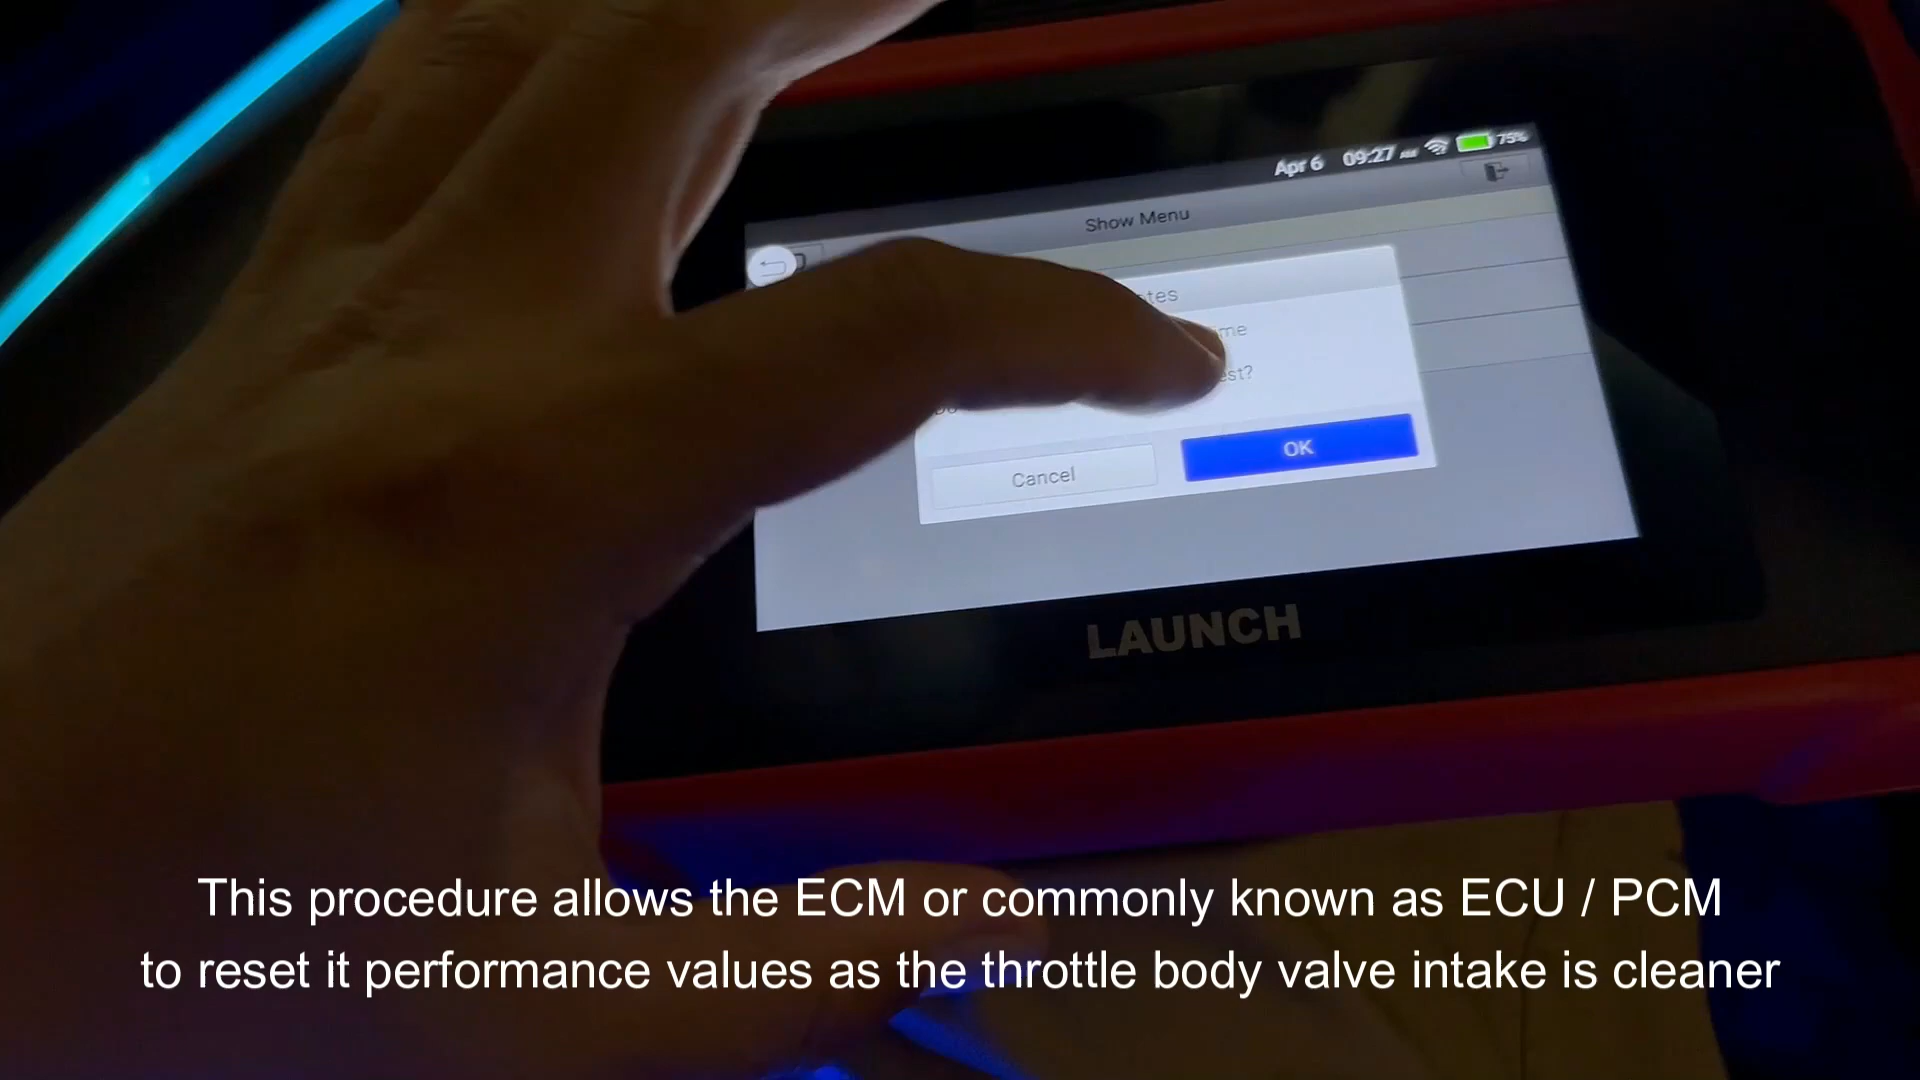 Apr 6 09:27 75%
Show Menu
Cancel
OK
LAUNCH
This procedure allows the ECM or commonly known as ECU / PCM
to reset it performance values as the throttle body valve intake is cleaner